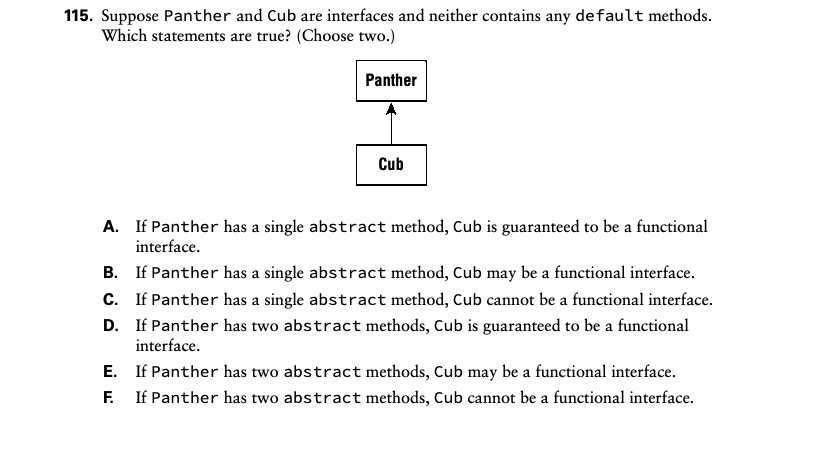 115. Suppose Panther and Cub are interfaces and neither contains any default methods.
Which statements are true? (Choose two.)
Panther
Cub
A. If Panther has a single abstract method, Cub is guaranteed to be a functional
interface.
B. If Panther has a single abstract method, Cub may be a functional interface.
C. If Panther has a single abstract method, Cub cannot be a functional interface.
D. If Panther has two abstract methods, Cub is guaranteed to be a functional
interface.
E. If Panther has two abstract methods, Cub may be a functional interface.
F. If Panther has two abstract methods, Cub cannot be a functional interface.